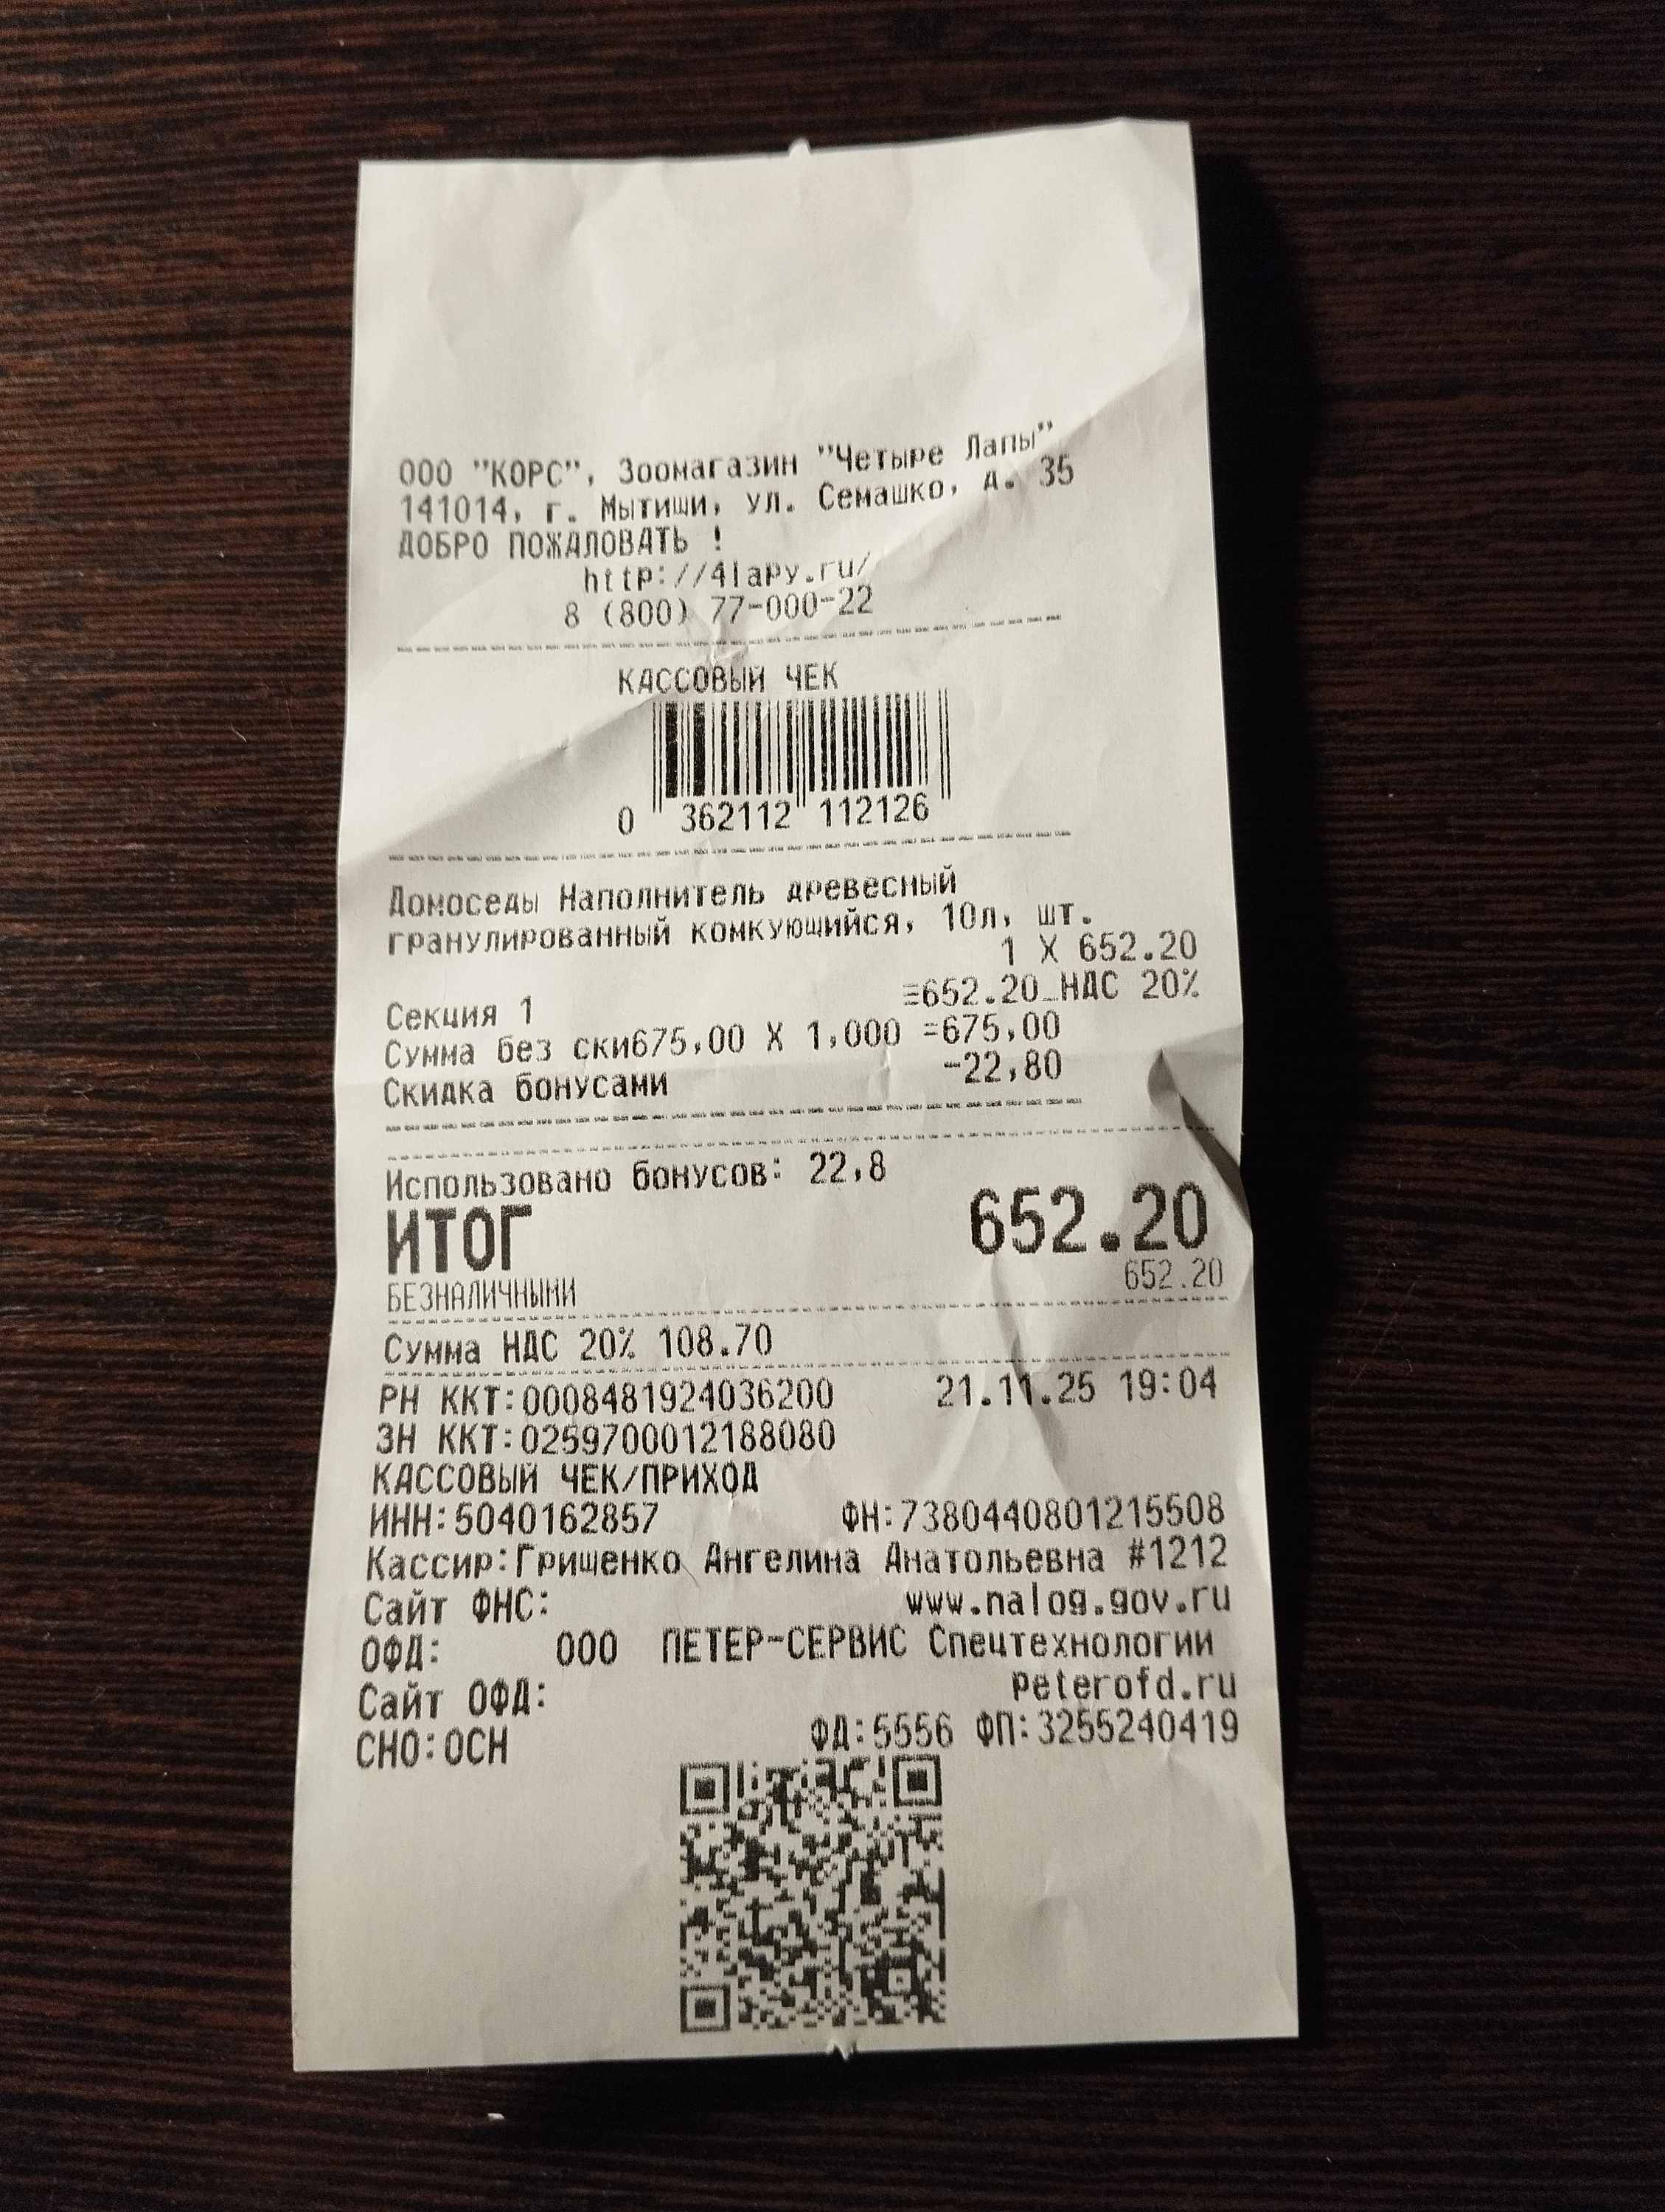 ООО "КОРС", Зоомагазин "Четыре Лапы"
141014, г. Мытищи, ул. Семашко, д. 35
ДОБРО ПОЖАЛОВАТЬ !
http://4lapy.ru/
8 (800) 77-000-22
КАССОВЫЙ ЧЕК
0 362112 112126
Домоседы Наполнитель древесный
гранулированный комкующийся, 10л, шт.
1 X 652.20
Секция 1 =652.20_НДС 20%
Сумма без ски675,00 X 1,000 =675,00
Скидка бонусами -22,80
Использовано бонусов: 22,8
ИТОГ 652.20
БЕЗНАЛИЧНЫМИ 652.20
Сумма НДС 20% 108.70
РН ККТ:0008481924036200 21.11.25 19:04
ЗН ККТ:0259700012188080
КАССОВЫЙ ЧЕК/ПРИХОД
ИНН:5040162857 ФН:7380440801215508
Кассир:Грищенко Ангелина Анатольевна #1212
Сайт ФНС: www.nalog.gov.ru
ОФД: ООО ПЕТЕР-СЕРВИС Спецтехнологии
Сайт ОФД: Peterofd.ru
СНО:ОСН ФД:5556 ФП:3255240419